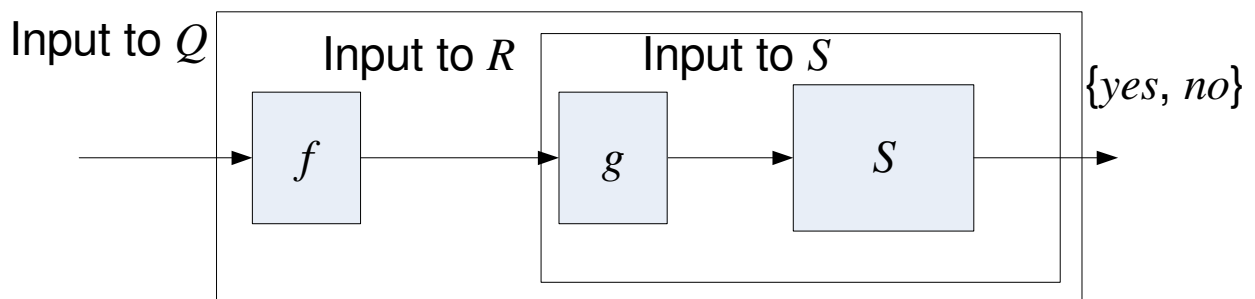 Input to Q
Input to R
Input to S
{yes, no}
f
g
S